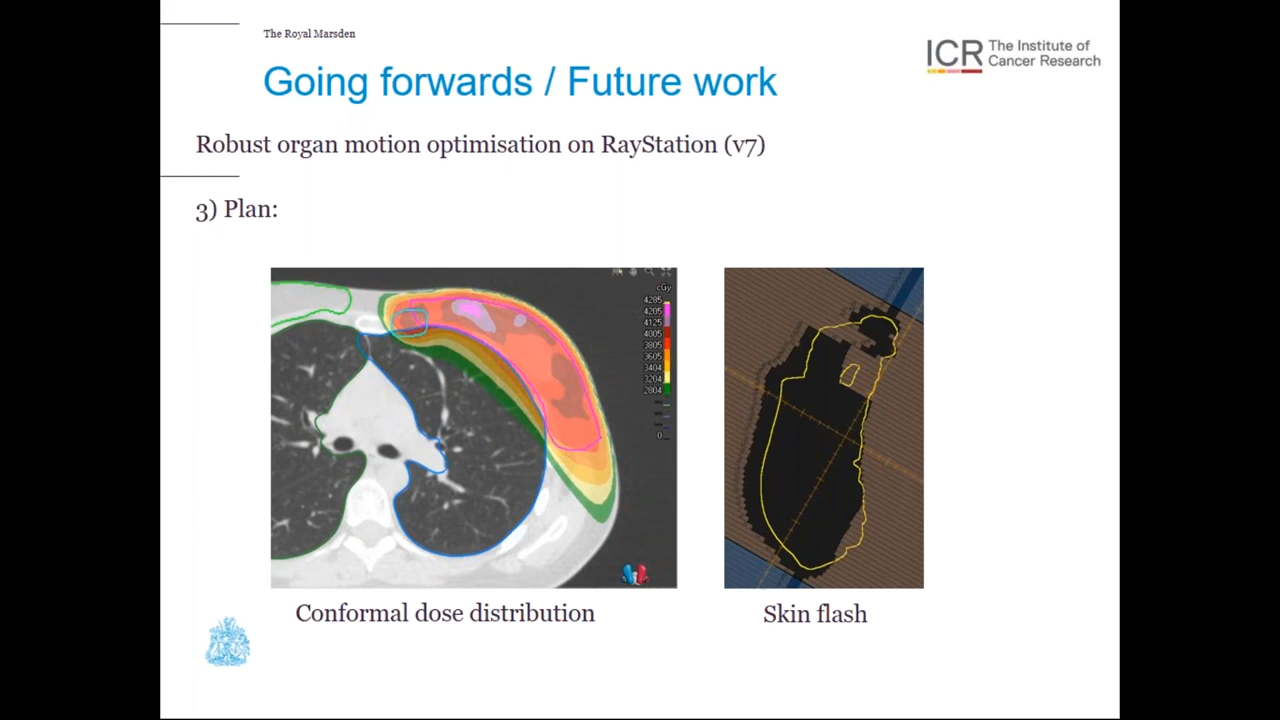 The Royal Marsden
ICR The Institute of
Cancer Research
Going forwards / Future work
Robust organ motion optimisation on RayStation (v7)
3) Plan:
cGy
4285
4205
4125
4005
3805
3605
3404
3204
2804
0
Conformal dose distribution
Skin flash